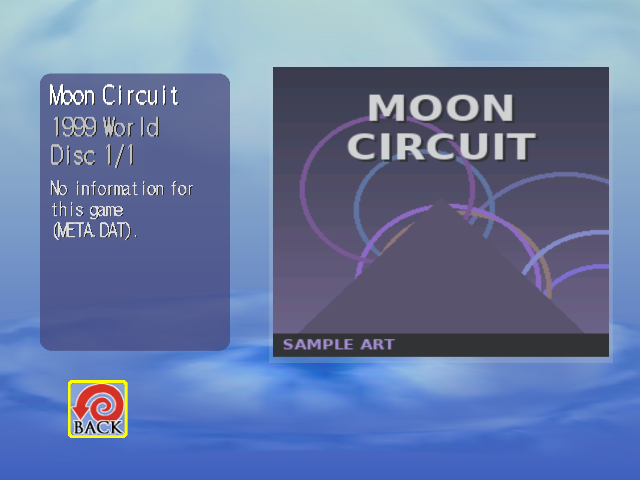 Moon Circuit
1999 World
Disc 1/1
No information for
this game
(META.DAT).
MOON
CIRCUIT
SAMPLE ART
BACK